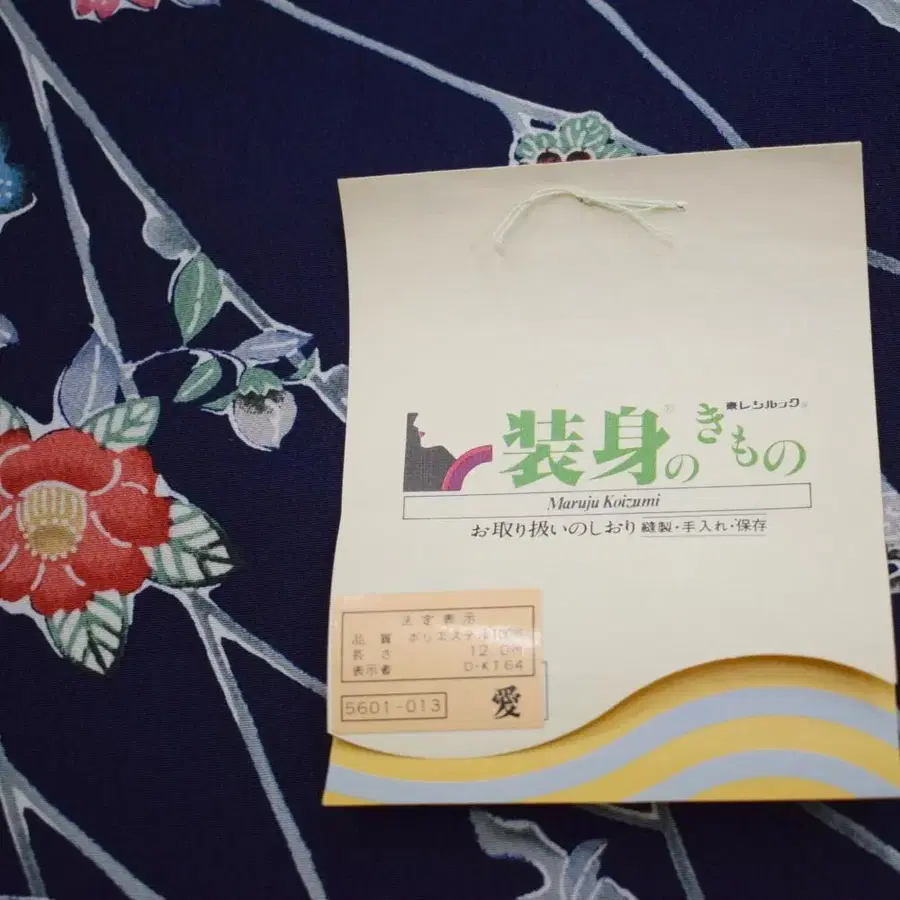 東レシルック®
装身のきもの
Maruju Koizumi
お取り扱いのしおり 縫製・手入れ・保存
法定表示
品質 ポリエステル100%
長さ 12.0m
表示者 D-K164
5601-013
愛